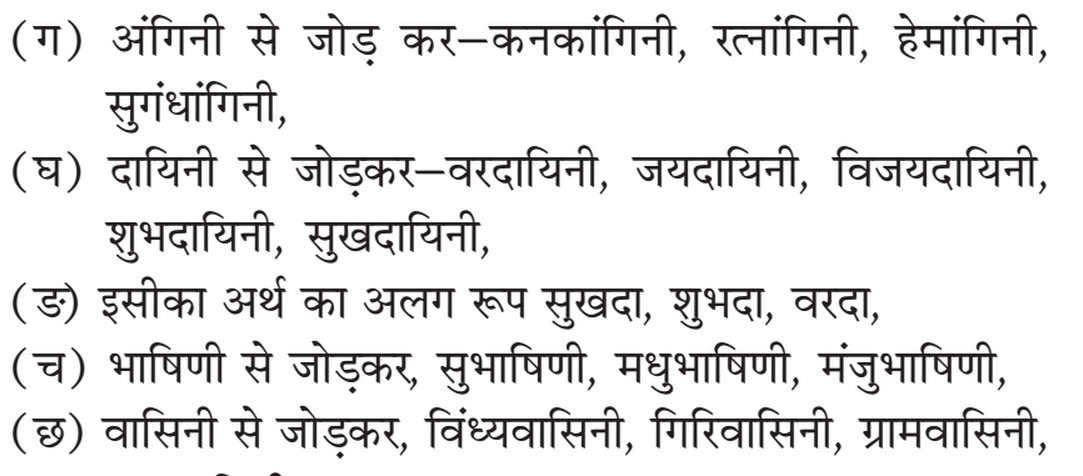 (ग) अंगिनी से जोड़ कर–कनकांगिनी, रत्नांगिनी, हेमांगिनी,
सुगंधांगिनी,
(घ) दायिनी से जोड़कर–वरदायिनी, जयदायिनी, विजयदायिनी,
शुभदायिनी, सुखदायिनी,
(ङ) इसीका अर्थ का अलग रूप सुखदा, शुभदा, वरदा,
(च) भाषिणी से जोड़कर, सुभाषिणी, मधुभाषिणी, मंजुभाषिणी,
(छ) वासिनी से जोड़कर, विंध्यवासिनी, गिरिवासिनी, ग्रामवासिनी,